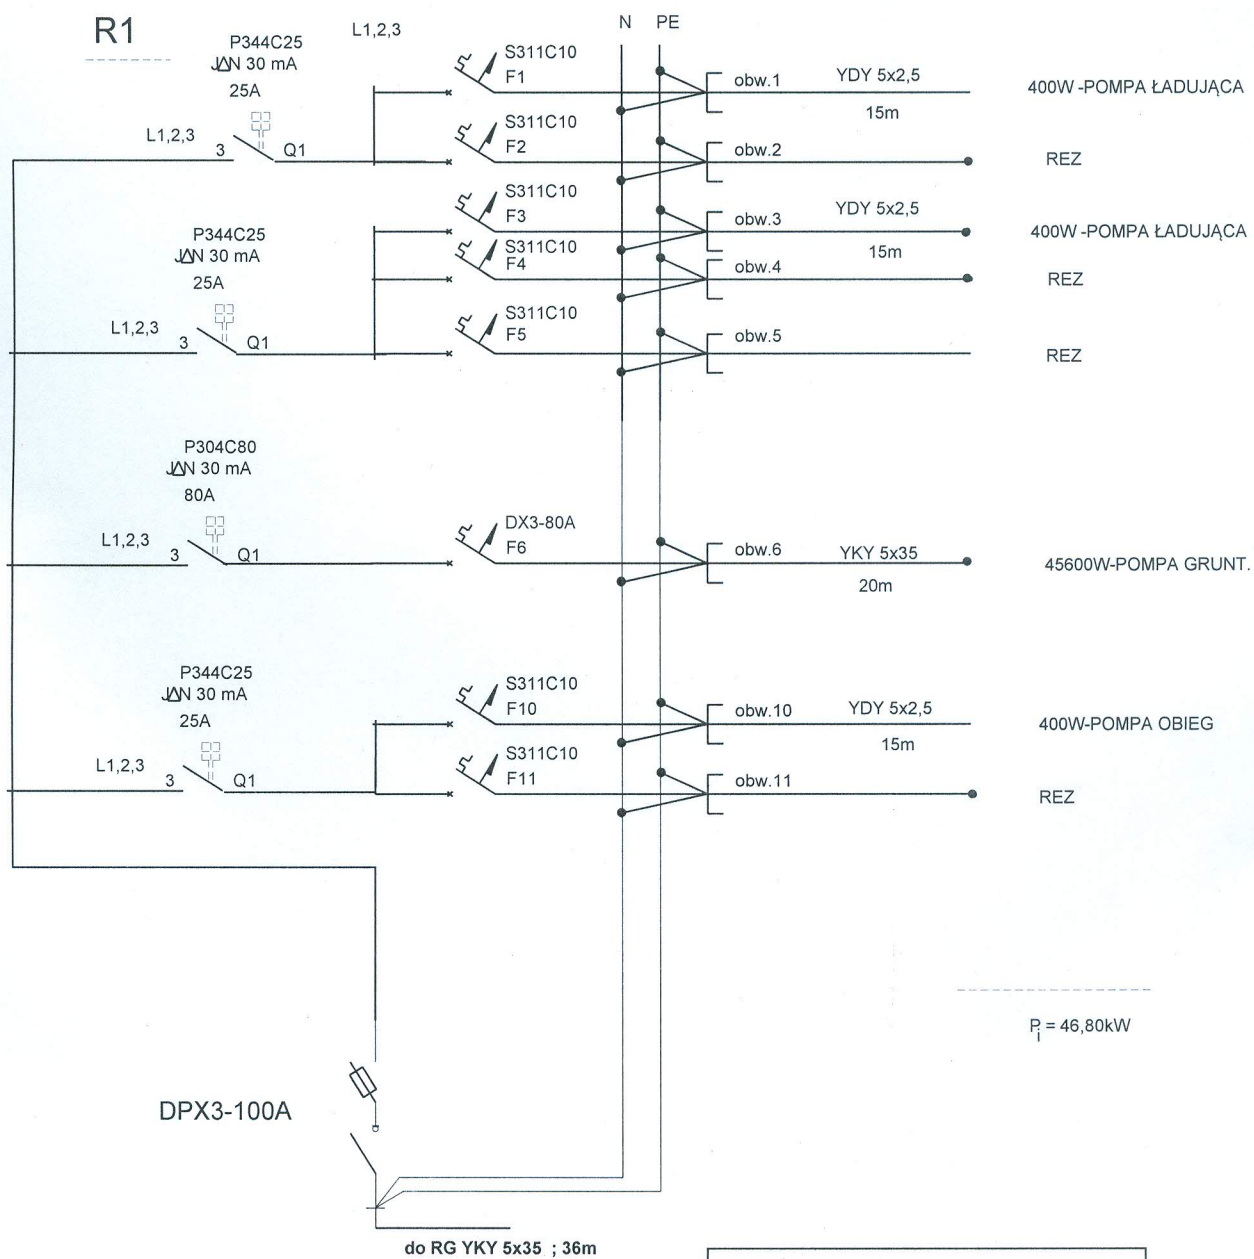 R1
L1,2,3
N
PE
P344C25
J∆N 30 mA
25A
L1,2,3
3
Q1
S311C10
F1
obw.1
YDY 5x2,5
15m
400W -POMPA ŁADUJĄCA
S311C10
F2
obw.2
REZ
S311C10
F3
obw.3
YDY 5x2,5
15m
400W -POMPA ŁADUJĄCA
P344C25
J∆N 30 mA
25A
L1,2,3
3
Q1
S311C10
F4
obw.4
REZ
S311C10
F5
obw.5
REZ
P304C80
J∆N 30 mA
80A
L1,2,3
3
Q1
DX3-80A
F6
obw.6
YKY 5x35
20m
45600W-POMPA GRUNT.
P344C25
J∆N 30 mA
25A
L1,2,3
3
Q1
S311C10
F10
obw.10
YDY 5x2,5
15m
400W-POMPA OBIEG
S311C10
F11
obw.11
REZ
Pi = 46,80kW
DPX3-100A
do RG YKY 5x35 ; 36m